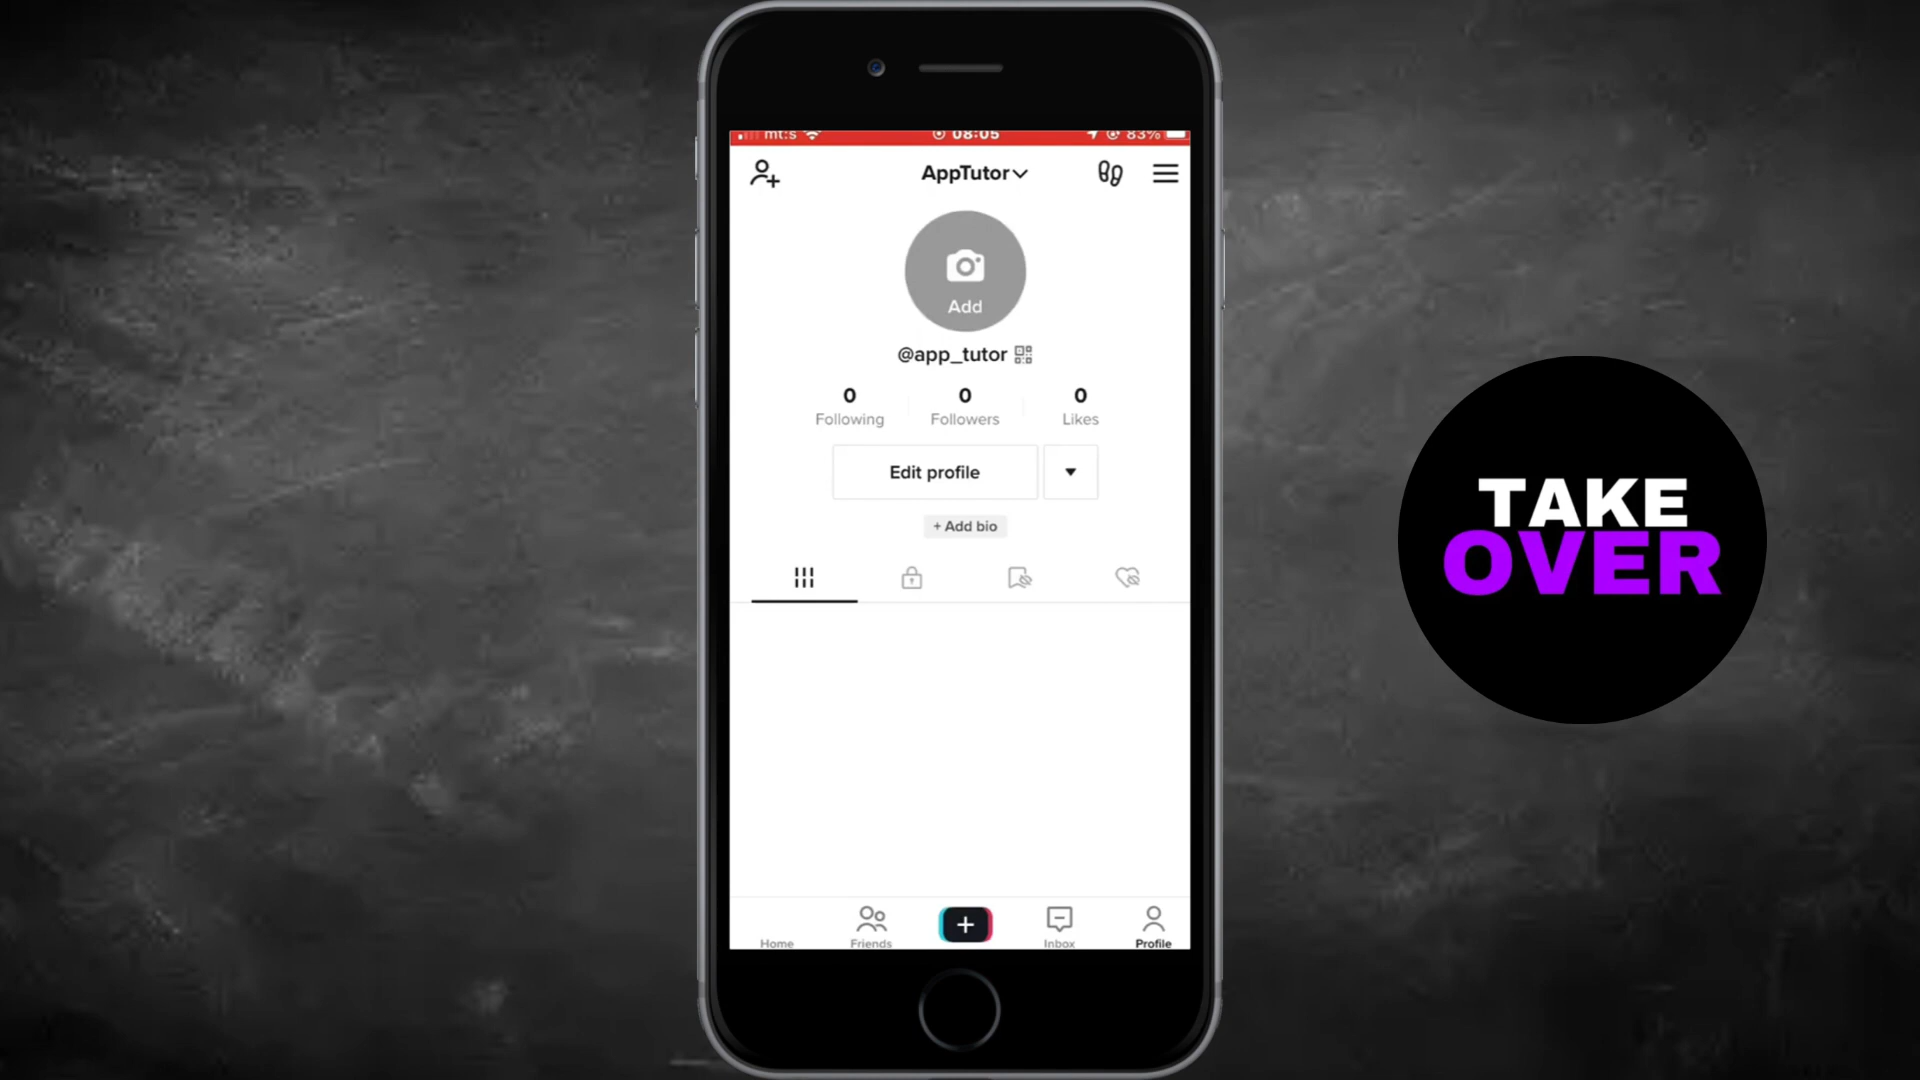 mt:s 08:05 83%
AppTutor
Add
@app_tutor
0 0 0
Following Followers Likes
Edit profile
+ Add bio
Home Friends Inbox Profile
TAKE
OVER